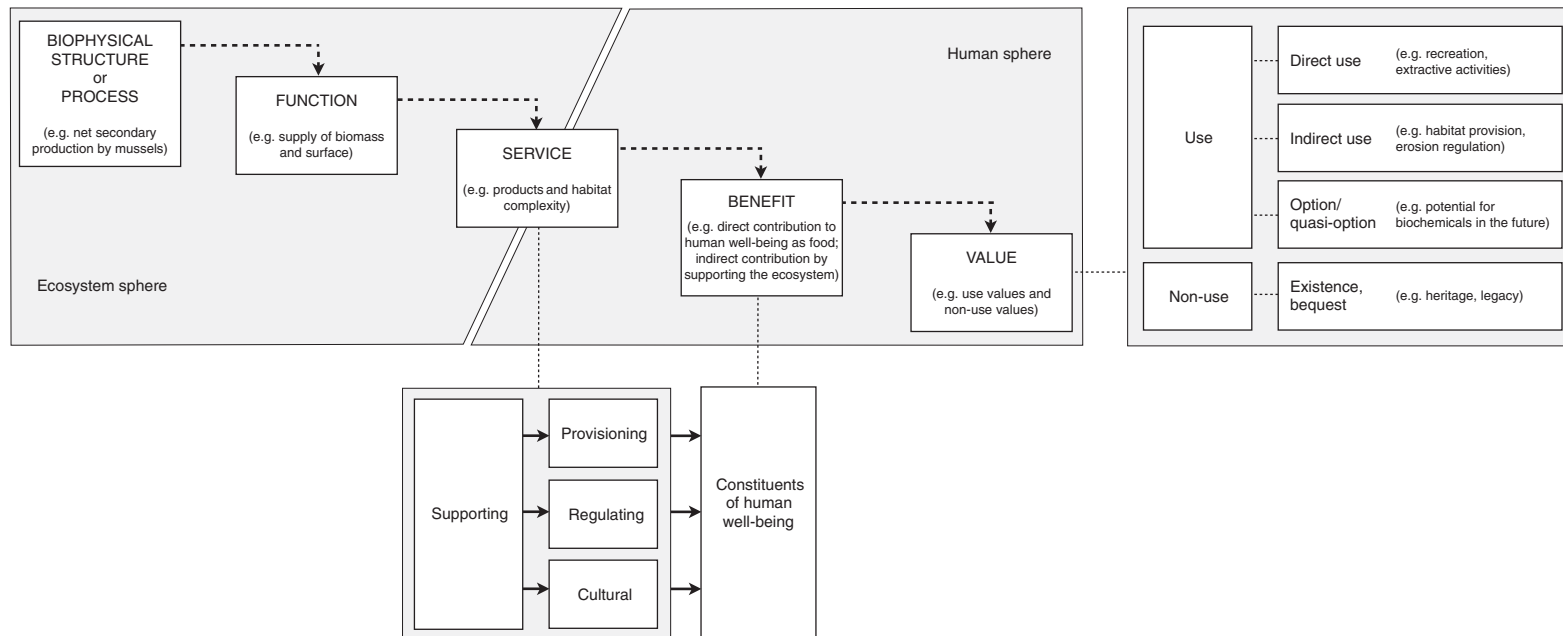 BIOPHYSICAL
STRUCTURE
or
PROCESS
(e.g. net secondary
production by mussels)
FUNCTION
(e.g. supply of biomass
and surface)
SERVICE
(e.g. products and habitat
complexity)
BENEFIT
(e.g. direct contribution to
human well-being as food;
indirect contribution by
supporting the ecosystem)
VALUE
(e.g. use values and
non-use values)
Ecosystem sphere
Human sphere
Use
Direct use
(e.g. recreation,
extractive activities)
Indirect use
(e.g. habitat provision,
erosion regulation)
Option/
quasi-option
(e.g. potential for
biochemicals in the future)
Non-use
Existence,
bequest
(e.g. heritage, legacy)
Supporting
Provisioning
Regulating
Cultural
Constituents
of human
well-being